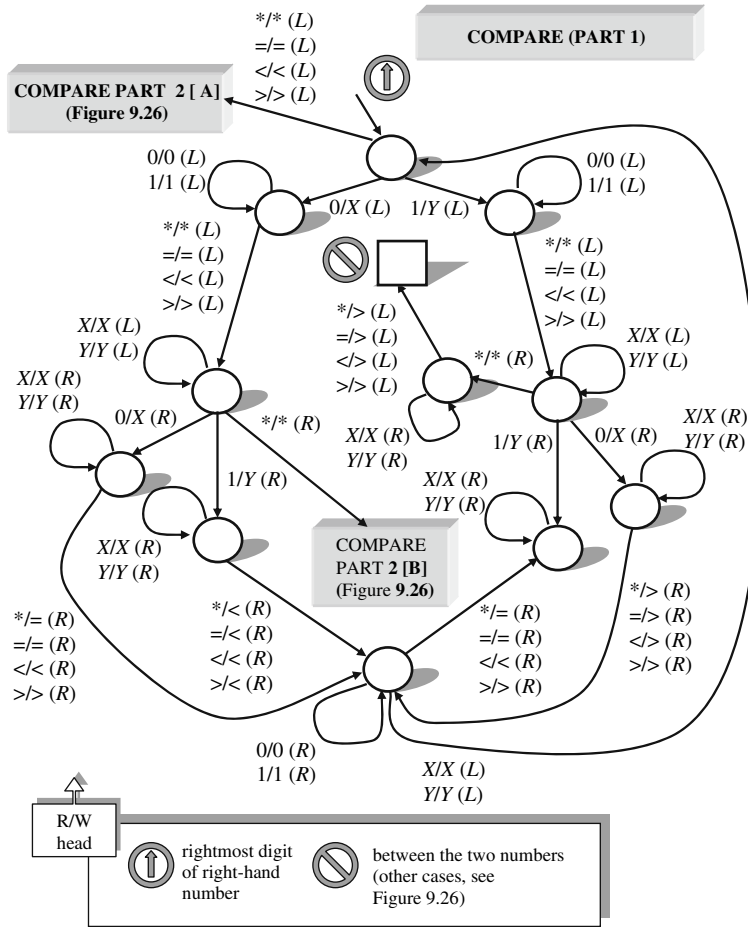 */* (L)
=/= (L)
</< (L)
>/> (L)
COMPARE (PART 1)
COMPARE PART 2 [ A]
(Figure 9.26)
0/0 (L)
1/1 (L)
0/X (L)
1/Y (L)
0/0 (L)
1/1 (L)
*/* (L)
=/= (L)
</< (L)
>/> (L)
*/* (L)
=/= (L)
</< (L)
>/> (L)
*/> (L)
=/> (L)
</> (L)
>/> (L)
X/X (L)
Y/Y (L)
*/* (R)
X/X (L)
Y/Y (L)
X/X (R)
Y/Y (R)
0/X (R)
*/* (R)
1/Y (R)
X/X (R)
Y/Y (R)
1/Y (R)
0/X (R)
X/X (R)
Y/Y (R)
X/X (R)
Y/Y (R)
X/X (R)
Y/Y (R)
COMPARE
PART 2 [B]
(Figure 9.26)
*/= (R)
=/= (R)
</< (R)
>/> (R)
*/< (R)
=/< (R)
</< (R)
>/< (R)
*/= (R)
=/= (R)
</< (R)
>/> (R)
*/> (R)
=/> (R)
</> (R)
>/> (R)
0/0 (R)
1/1 (R)
X/X (L)
Y/Y (L)
R/W
head
rightmost digit
of right-hand
number
between the two numbers
(other cases, see
Figure 9.26)